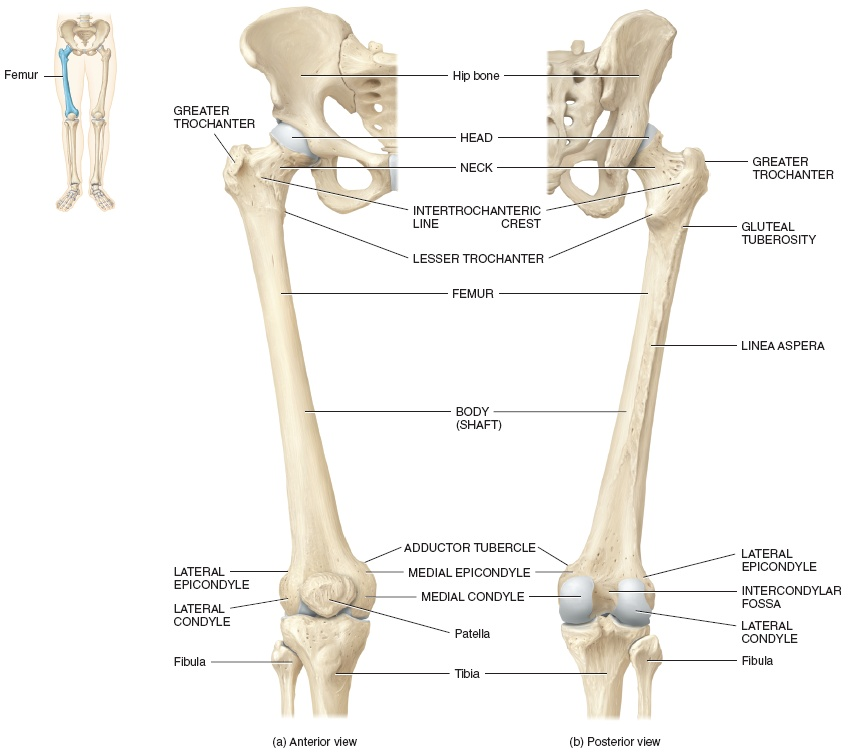 Femur
GREATER
TROCHANTER
Hip bone
HEAD
NECK
GREATER
TROCHANTER
INTERTROCHANTERIC
LINE CREST
GLUTEAL
TUBEROSITY
LESSER TROCHANTER
FEMUR
LINEA ASPERA
BODY
(SHAFT)
ADDUCTOR TUBERCLE
LATERAL
EPICONDYLE
MEDIAL EPICONDYLE
LATERAL
EPICONDYLE
MEDIAL CONDYLE
INTERCONDYLAR
FOSSA
LATERAL
CONDYLE
Patella
LATERAL
CONDYLE
Fibula
Tibia
Fibula
(a) Anterior view
(b) Posterior view